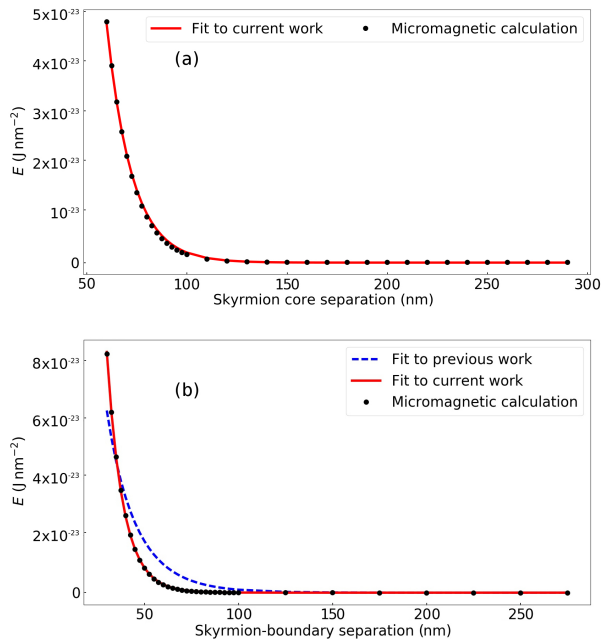 5x10⁻²³
4x10⁻²³
3x10⁻²³
2x10⁻²³
10⁻²³
0
E (J nm⁻²)
Fit to current work
Micromagnetic calculation
(a)
50 100 150 200 250 300
Skyrmion core separation (nm)
8x10⁻²³
6x10⁻²³
4x10⁻²³
2x10⁻²³
0
E (J nm⁻²)
Fit to previous work
Fit to current work
Micromagnetic calculation
(b)
50 100 150 200 250
Skyrmion-boundary separation (nm)